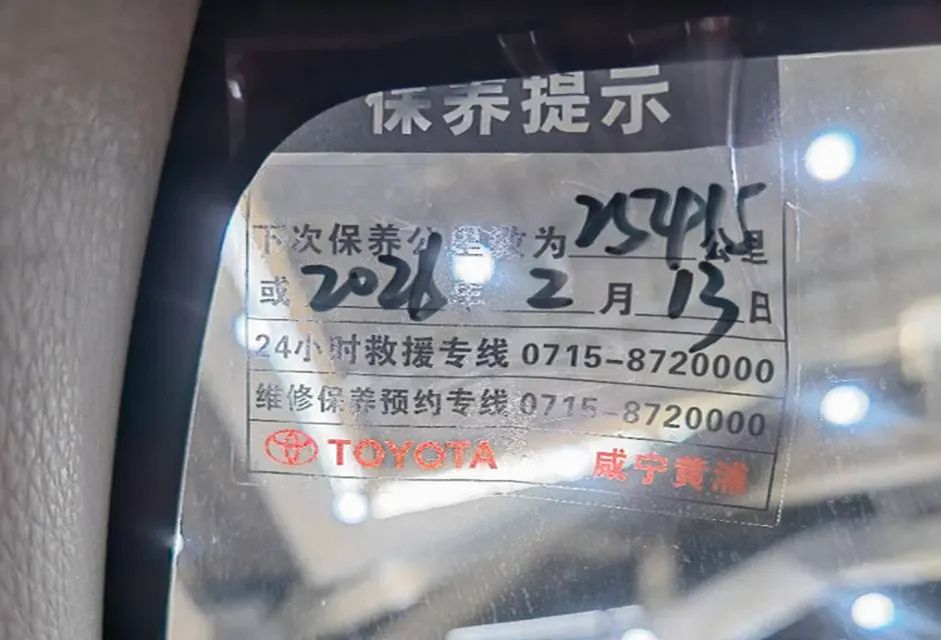 保养提示
下次保养公里数为 254915 公里
或 2026 年 2 月 13 日
24小时救援专线 0715-8720000
维修保养预约专线 0715-8720000
TOYOTA 咸宁黄浦